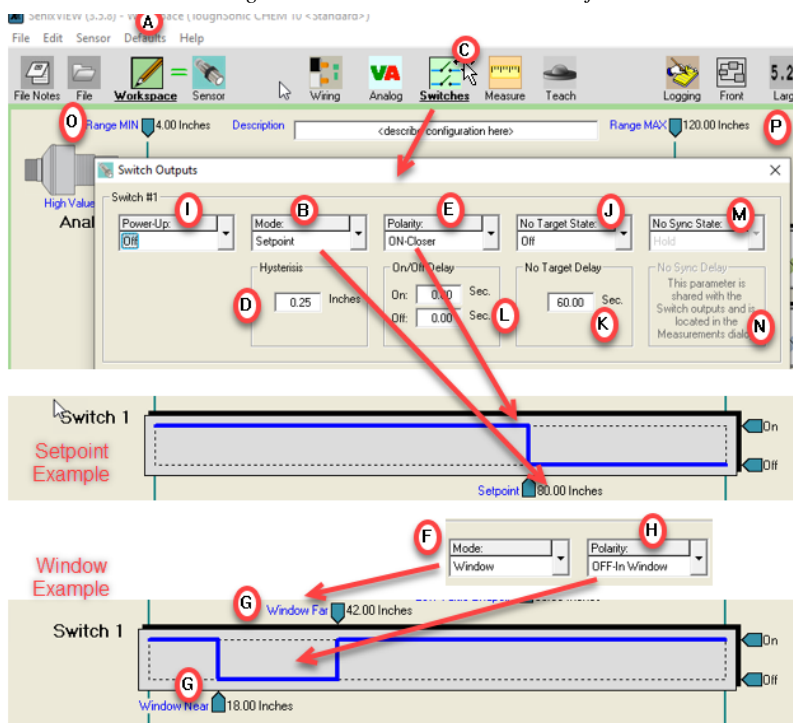 SenixVIEW (3.5.8) - Workspace (ToughSonic CHEM 10 <Standard>)
A
File Edit Sensor Defaults Help
C
VA
5.2
File Notes File Workspace = Sensor Wiring Analog Switches Measure Teach Logging Front Larg
O Range MIN 4.00 Inches Description <describe configuration here> Range MAX 120.00 Inches P
Switch Outputs
Switch #1
High Value
Anal
I B E J M
Power-Up: Mode: Polarity: No Target State: No Sync State:
Off Setpoint ON-Closer Off Hold
Hysterisis On/Off Delay No Target Delay No Sync Delay
D 0.25 Inches
On: 0.00 Sec.
Off: 0.00 Sec. L
60.00 Sec.
K
This parameter is
shared with the
Switch outputs and is
located in the
Measurements dialo
N
Switch 1
On
Setpoint
Example
Off
Setpoint 80.00 Inches
F H
Mode: Polarity:
Window OFF-In Window
Window
Example
G Window Far 42.00 Inches
Switch 1
On
G
Off
Window Near 18.00 Inches